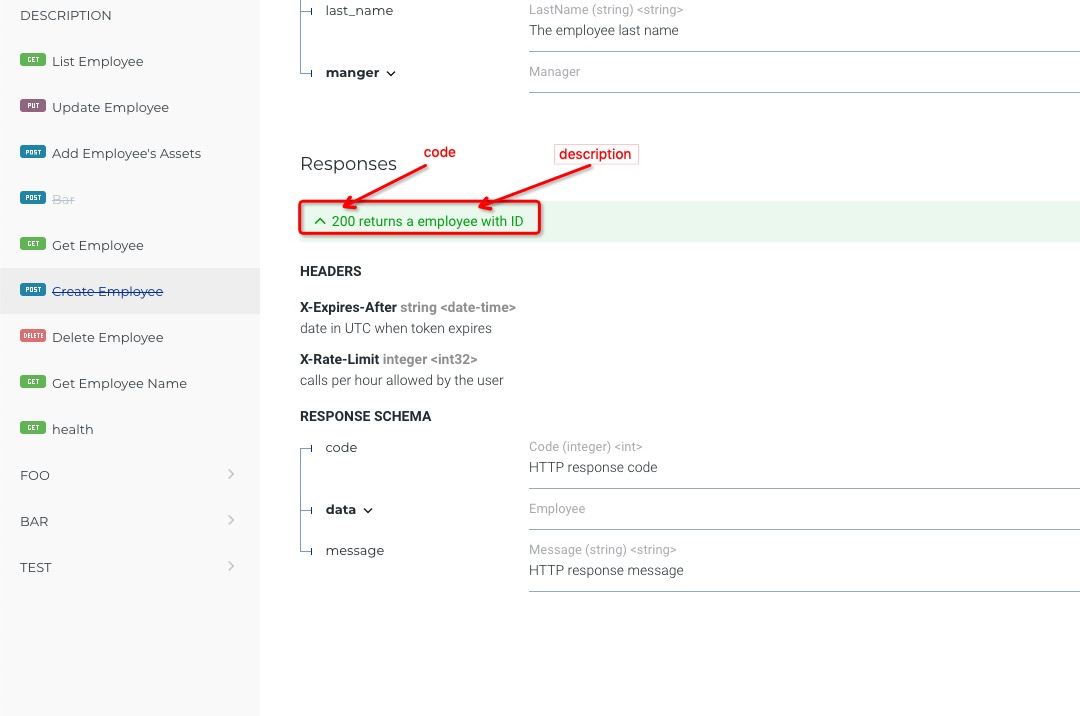 DESCRIPTION
GET List Employee
PUT Update Employee
POST Add Employee's Assets
POST Bar
GET Get Employee
POST Create Employee
DELETE Delete Employee
GET Get Employee Name
GET health
FOO
BAR
TEST
last_name
LastName (string) <string>
The employee last name
manger
Manager
Responses
code
description
200 returns a employee with ID
HEADERS
X-Expires-After string <date-time>
date in UTC when token expires
X-Rate-Limit integer <int32>
calls per hour allowed by the user
RESPONSE SCHEMA
code
Code (integer) <int>
HTTP response code
data
Employee
message
Message (string) <string>
HTTP response message